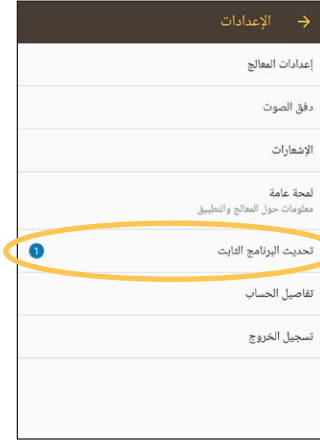 الإعدادات
إعدادات المعالج
دفق الصوت
الإشعارات
لمحة عامة
معلومات حول المعالج والتطبيق
تحديث البرنامج الثابت 1
تفاصيل الحساب
تسجيل الخروج